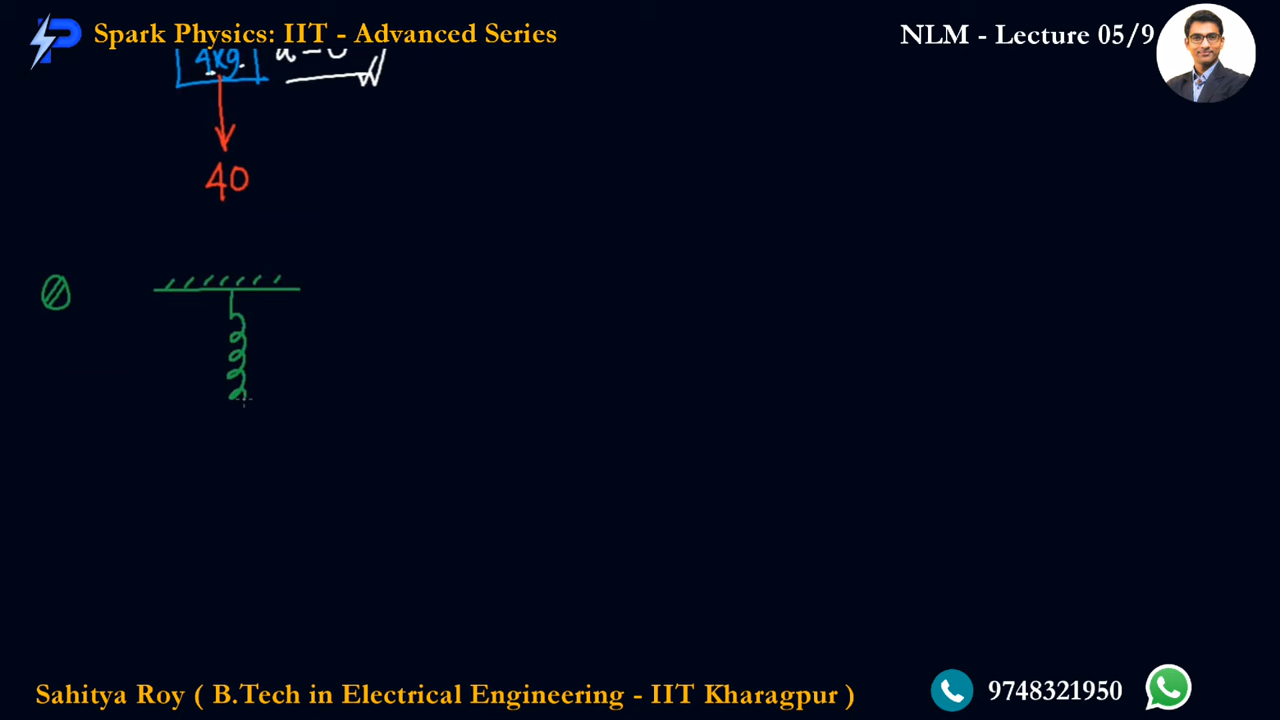 Spark Physics: IIT - Advanced Series
NLM - Lecture 05/9
4kg
40
Sahitya Roy ( B.Tech in Electrical Engineering - IIT Kharagpur )
9748321950